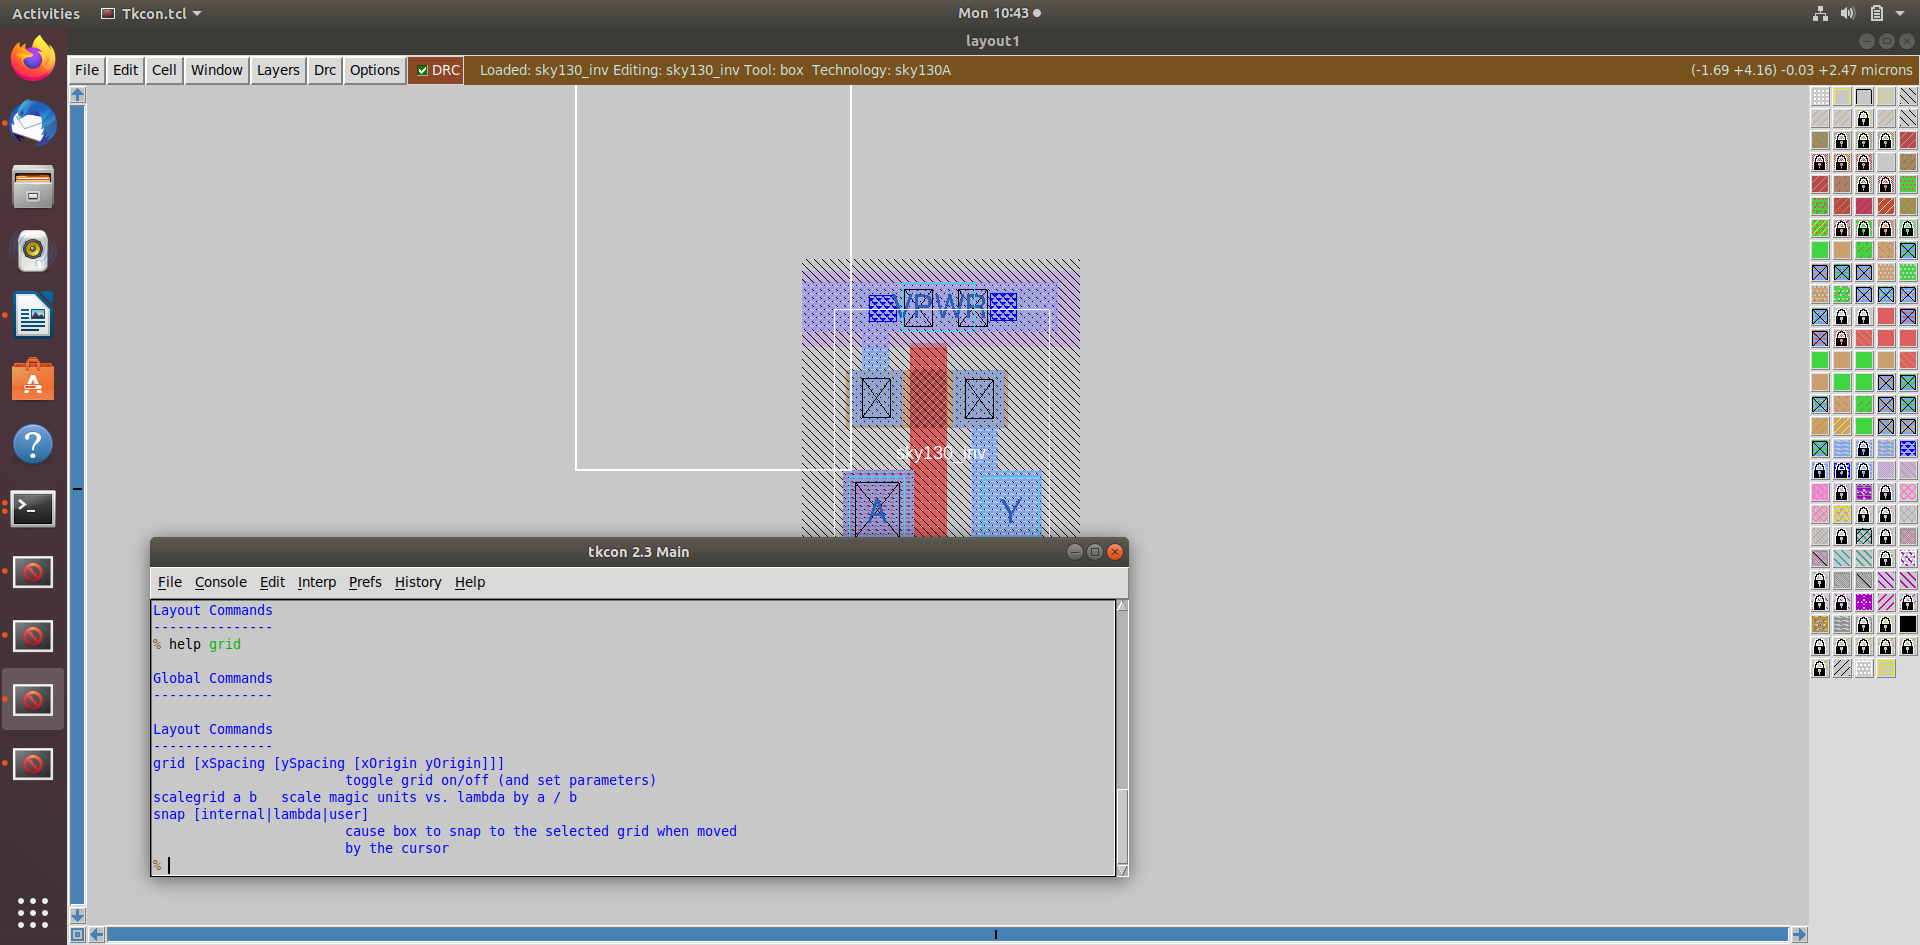 Activities
Tkcon.tcl
Mon 10:43
layout1
File Edit Cell Window Layers Drc Options DRC Loaded: sky130_inv Editing: sky130_inv Tool: box Technology: sky130A (-1.69 +4.16) -0.03 +2.47 microns
VPWR
sky130_inv
A Y
tkcon 2.3 Main
File Console Edit Interp Prefs History Help
Layout Commands
---------------
% help grid
Global Commands
---------------
Layout Commands
---------------
grid [xSpacing [ySpacing [xOrigin yOrigin]]]
toggle grid on/off (and set parameters)
scalegrid a b scale magic units vs. lambda by a / b
snap [internal|lambda|user]
cause box to snap to the selected grid when moved
by the cursor
%